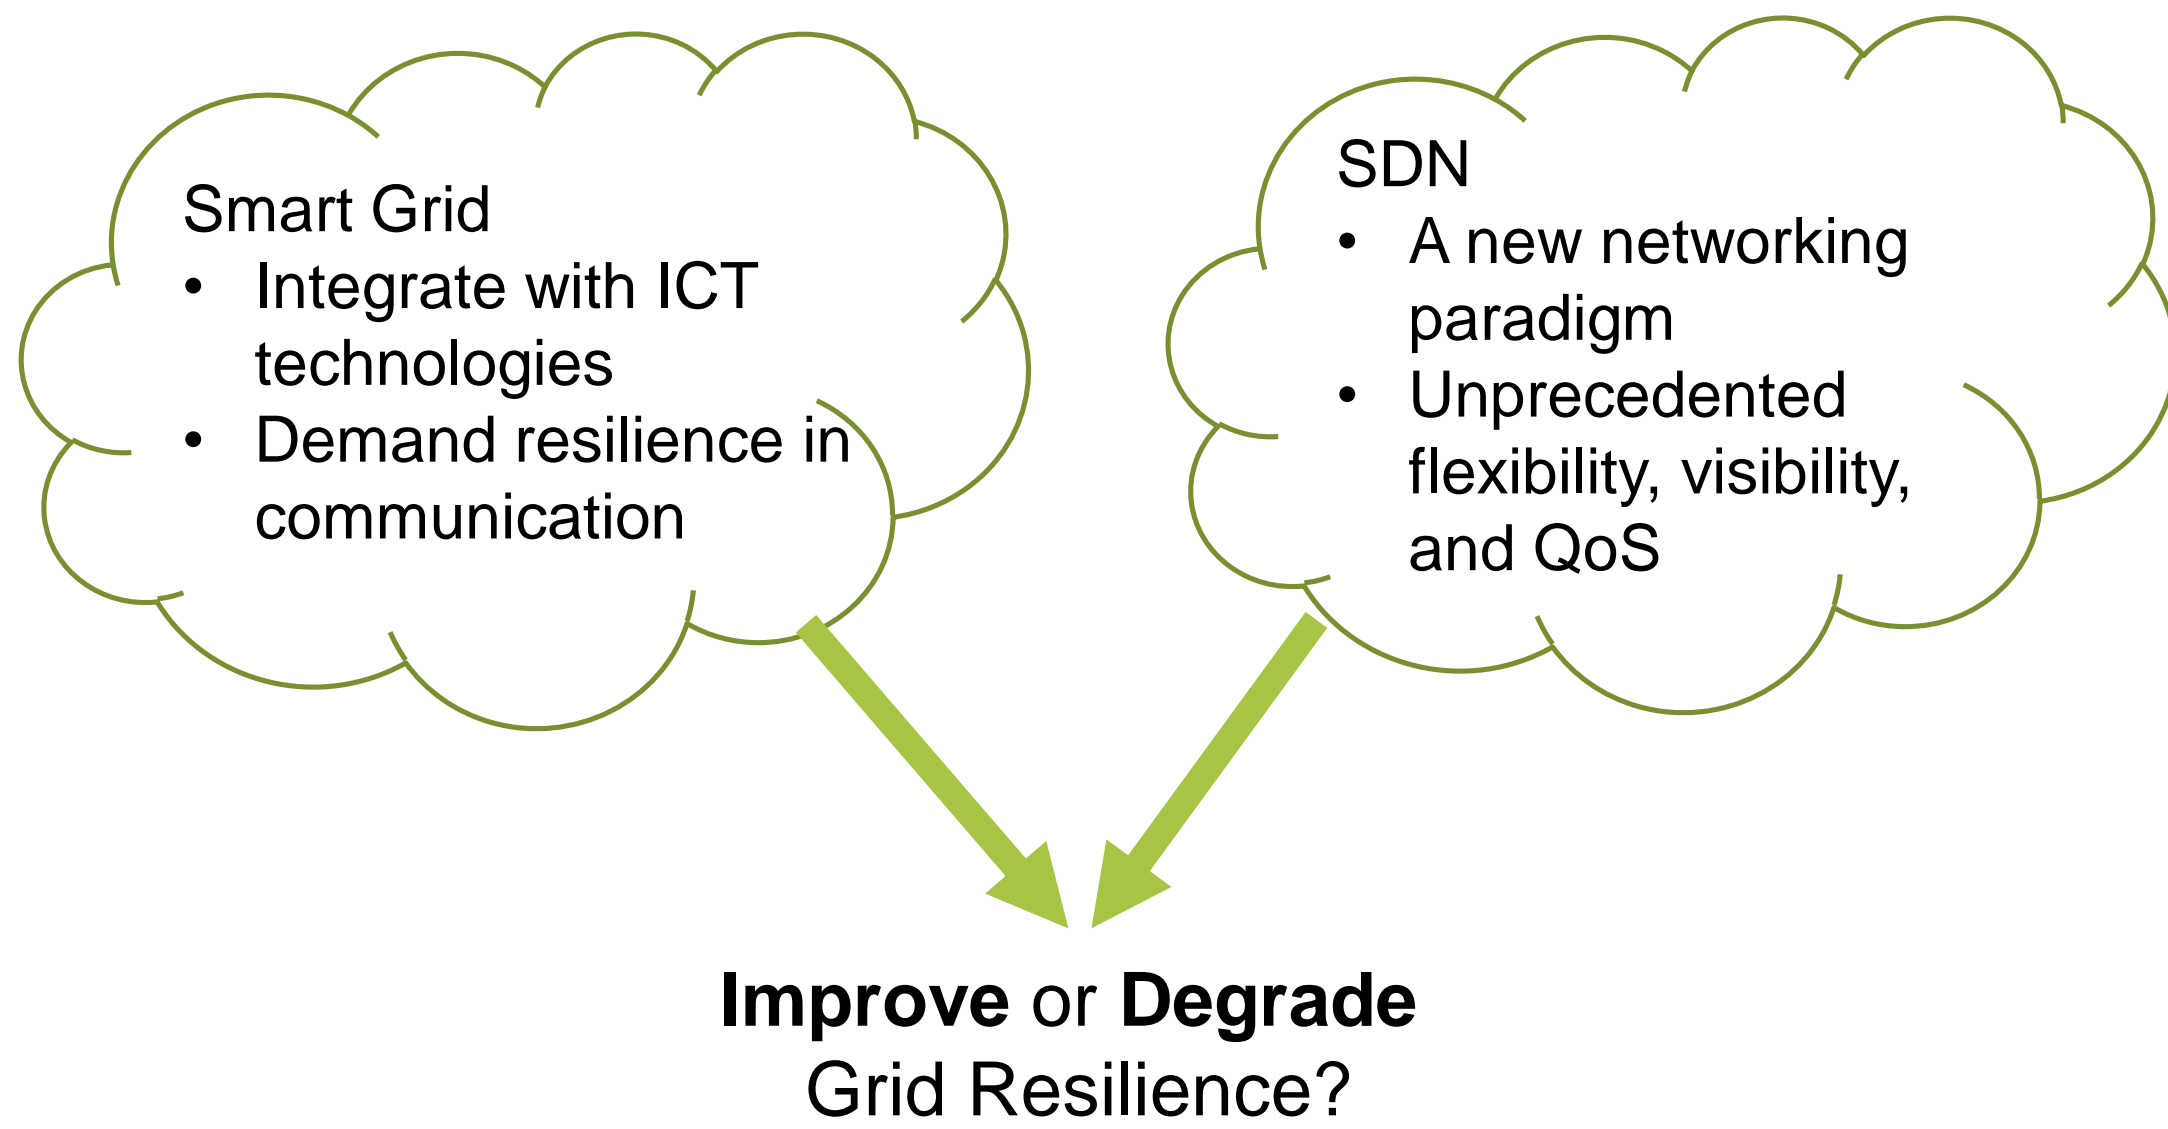 Smart Grid
• Integrate with ICT
technologies
• Demand resilience in
communication
SDN
• A new networking
paradigm
• Unprecedented
flexibility, visibility,
and QoS
Improve or Degrade
Grid Resilience?